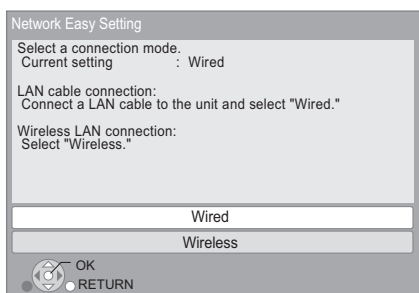 Network Easy Setting
Select a connection mode.
Current setting : Wired
LAN cable connection:
Connect a LAN cable to the unit and select "Wired."
Wireless LAN connection:
Select "Wireless."
Wired
Wireless
OK
RETURN